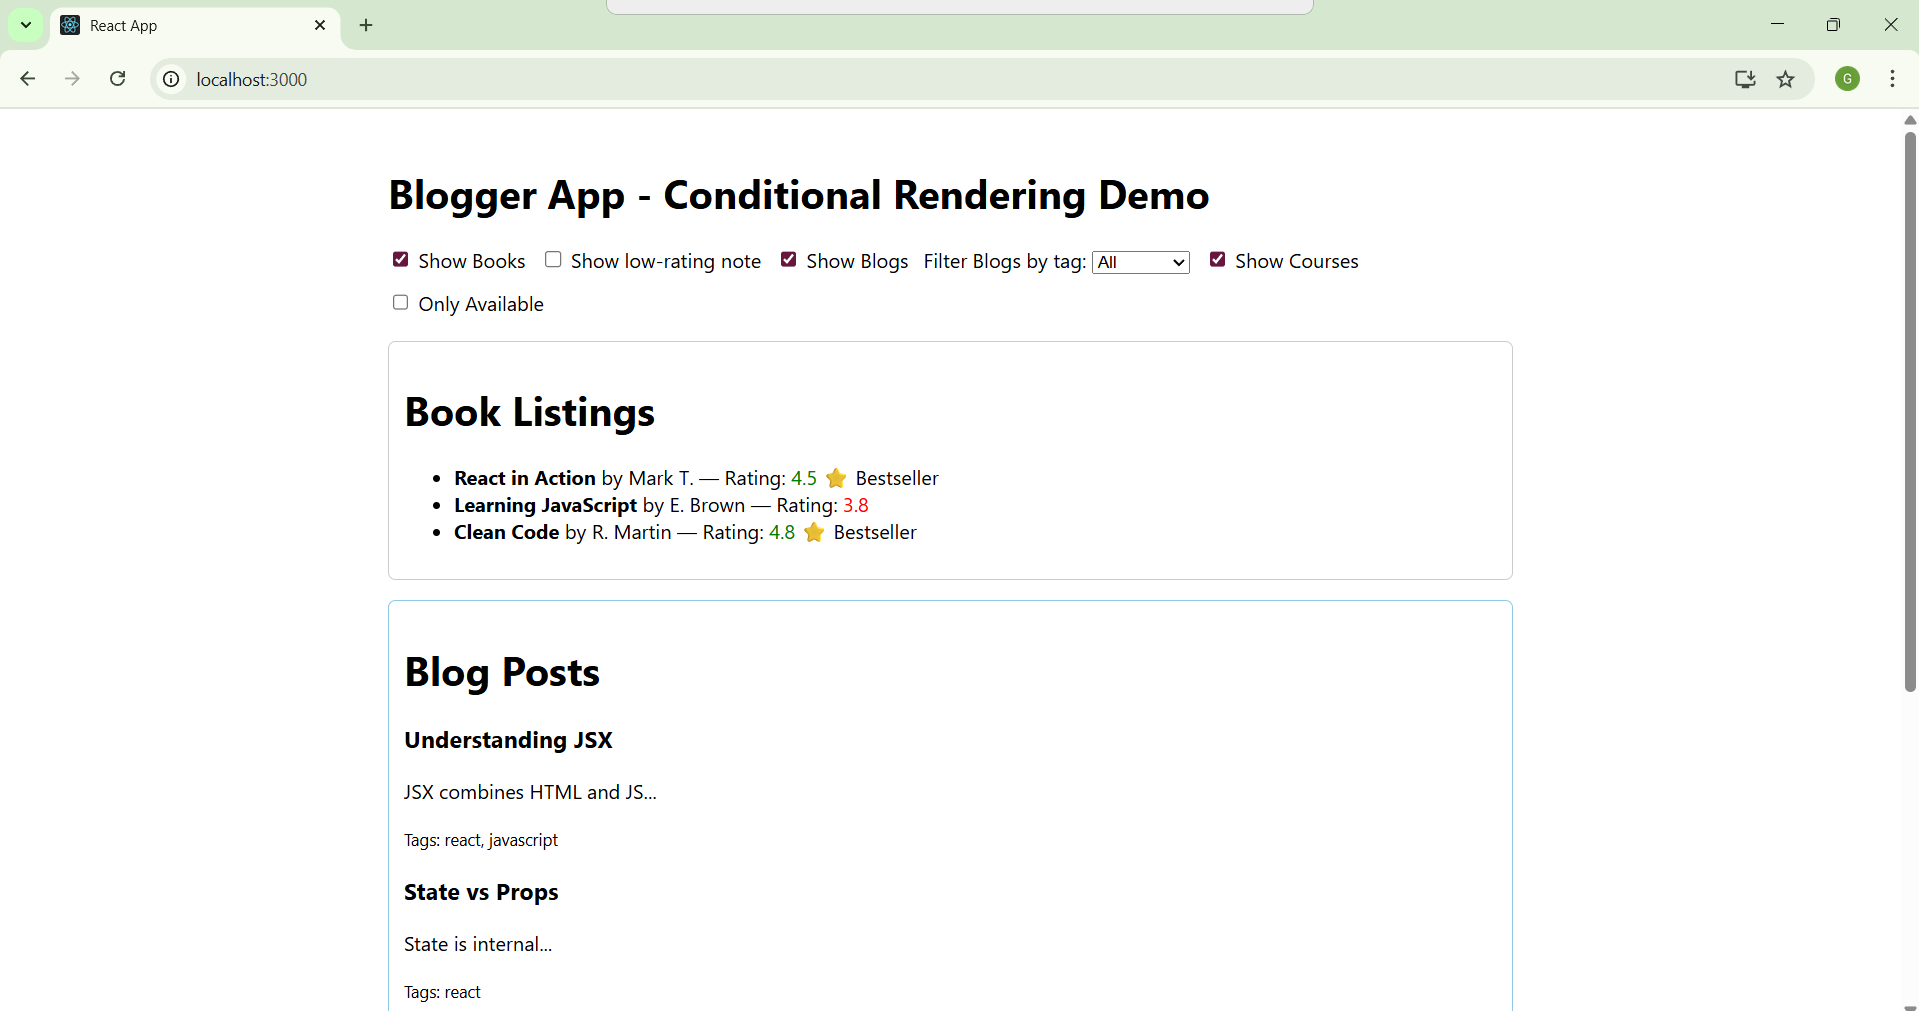 React App
localhost:3000
G
Blogger App - Conditional Rendering Demo
Show Books Show low-rating note Show Blogs Filter Blogs by tag: All Show Courses
Only Available
Book Listings
• React in Action by Mark T. — Rating: 4.5 ⭐ Bestseller
• Learning JavaScript by E. Brown — Rating: 3.8
• Clean Code by R. Martin — Rating: 4.8 ⭐ Bestseller
Blog Posts
Understanding JSX
JSX combines HTML and JS...
Tags: react, javascript
State vs Props
State is internal...
Tags: react